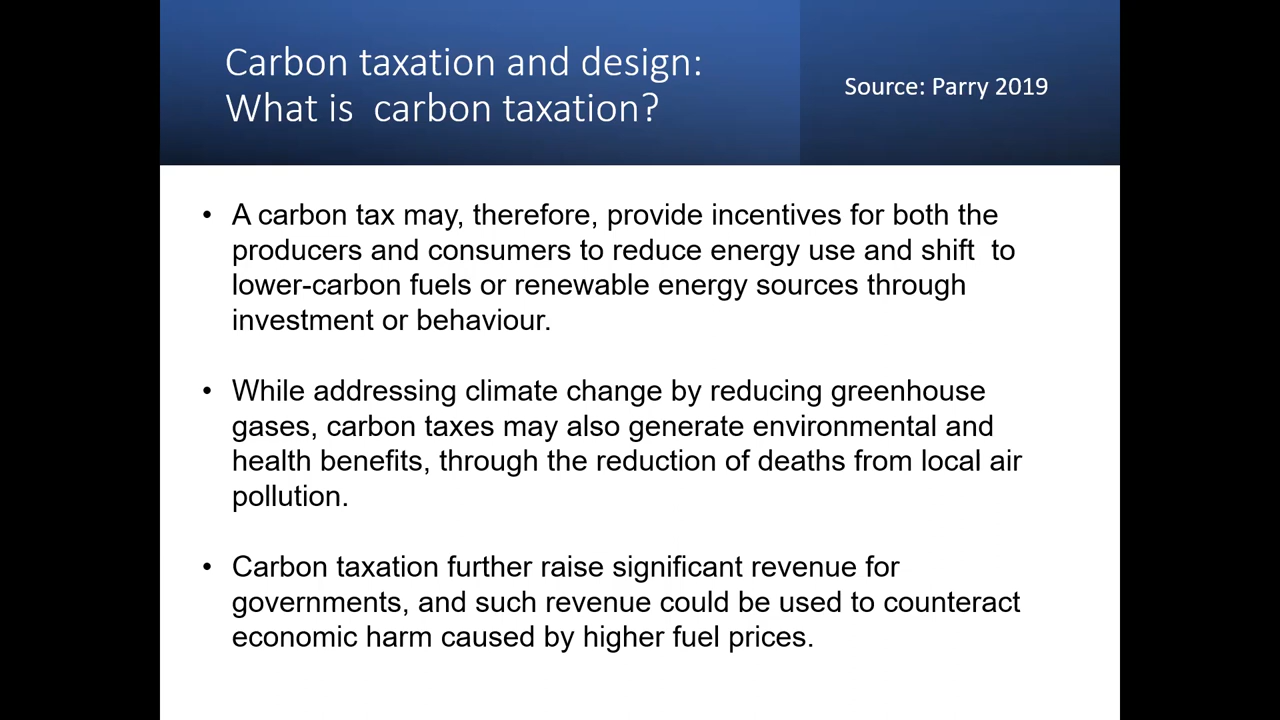 Carbon taxation and design:
What is  carbon taxation?
Source: Parry 2019
• A carbon tax may, therefore, provide incentives for both the
producers and consumers to reduce energy use and shift  to
lower-carbon fuels or renewable energy sources through
investment or behaviour.
• While addressing climate change by reducing greenhouse
gases, carbon taxes may also generate environmental and
health benefits, through the reduction of deaths from local air
pollution.
• Carbon taxation further raise significant revenue for
governments, and such revenue could be used to counteract
economic harm caused by higher fuel prices.